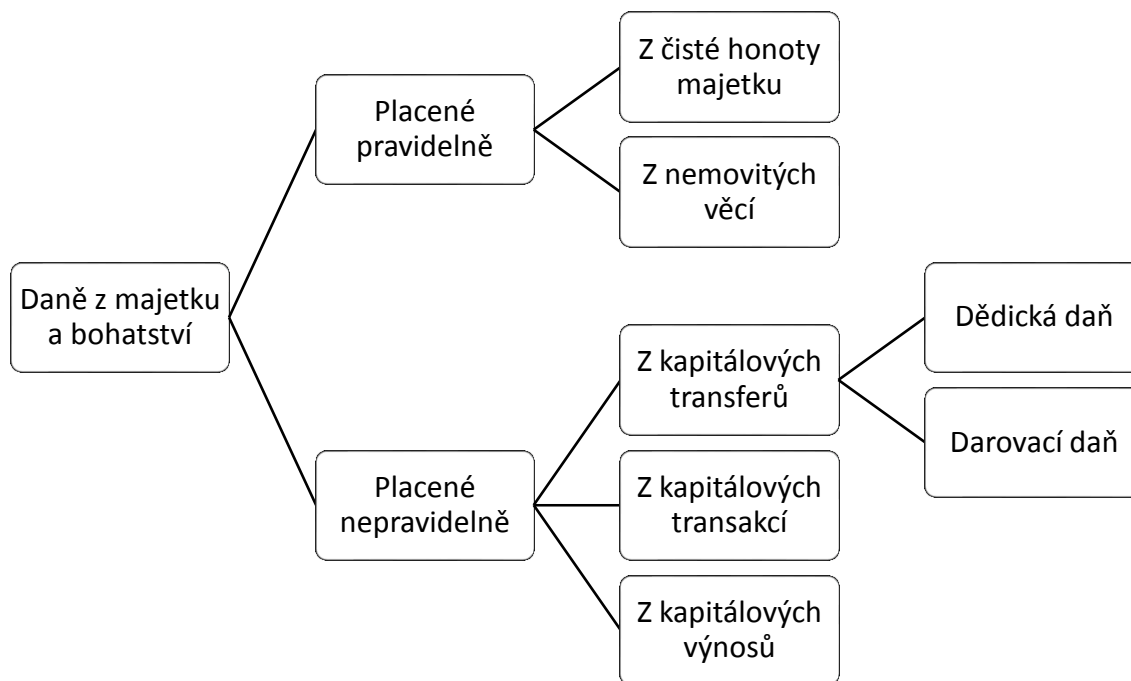 Daně z majetku
a bohatství
Placené
pravidelně
Z čisté honoty
majetku
Z nemovitých
věcí
Placené
nepravidelně
Z kapitálových
transferů
Dědická daň
Darovací daň
Z kapitálových
transakcí
Z kapitálových
výnosů